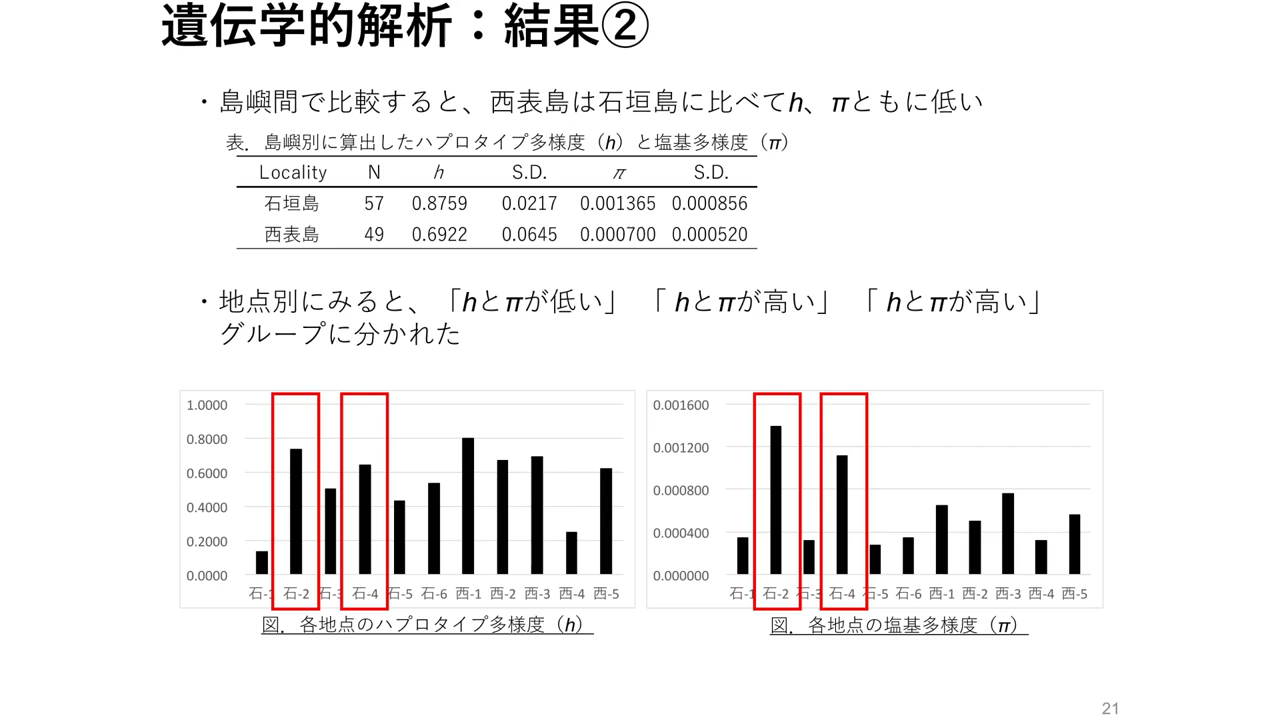 遺伝学的解析：結果②
・島嶼間で比較すると、西表島は石垣島に比べてh、πともに低い
表．島嶼別に算出したハプロタイプ多様度（h）と塩基多様度（π）
Locality N h S.D. π S.D.
石垣島 57 0.8759 0.0217 0.001365 0.000856
西表島 49 0.6922 0.0645 0.000700 0.000520
・地点別にみると、「hとπが低い」「 hとπが高い」「 hとπが高い」
グループに分かれた
1.0000
0.8000
0.6000
0.4000
0.2000
0.0000
石-1 石-2 石-3 石-4 石-5 石-6 西-1 西-2 西-3 西-4 西-5
図．各地点のハプロタイプ多様度（h）
0.001600
0.001200
0.000800
0.000400
0.000000
石-1 石-2 石-3 石-4 石-5 石-6 西-1 西-2 西-3 西-4 西-5
図．各地点の塩基多様度（π）
21